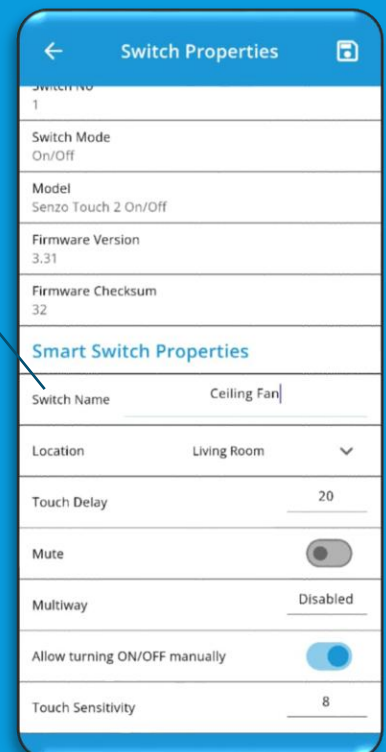 Switch Properties
Switch No
1
Switch Mode
On/Off
Model
Senzo Touch 2 On/Off
Firmware Version
3.31
Firmware Checksum
32
Smart Switch Properties
Switch Name Ceiling Fan
Location Living Room
Touch Delay 20
Mute
Multiway Disabled
Allow turning ON/OFF manually
Touch Sensitivity 8